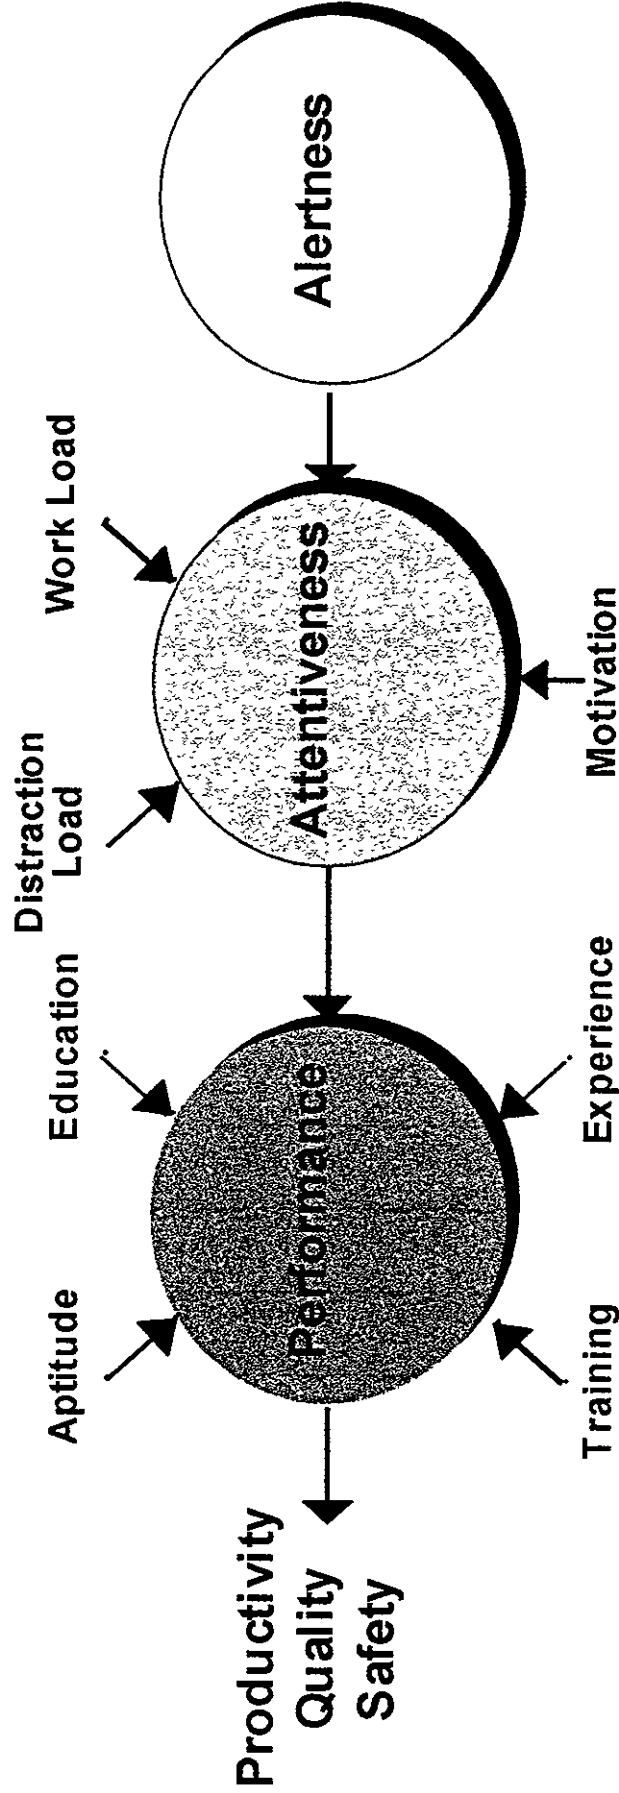 Aptitude
Education
Distraction
Load
Work Load
Productivity
Quality
Safety
Performance
Attentiveness
Alertness
Training
Experience
Motivation